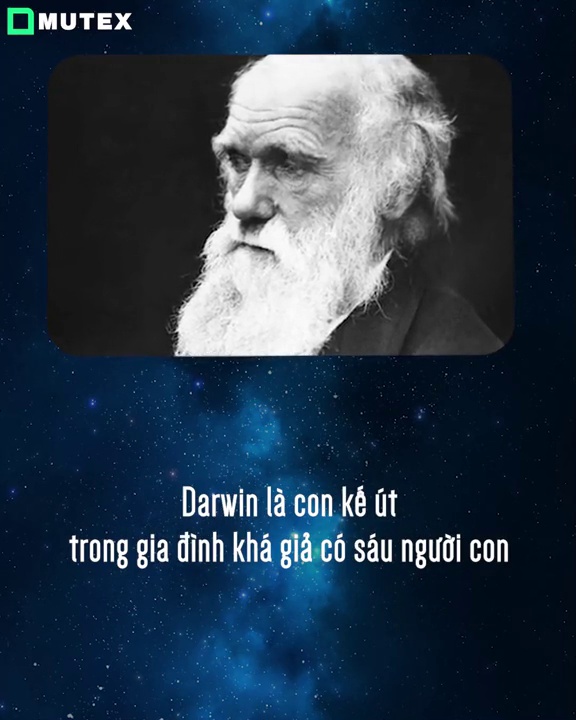 MUTEX
Darwin là con kế út
trong gia đình khá giả có sáu người con